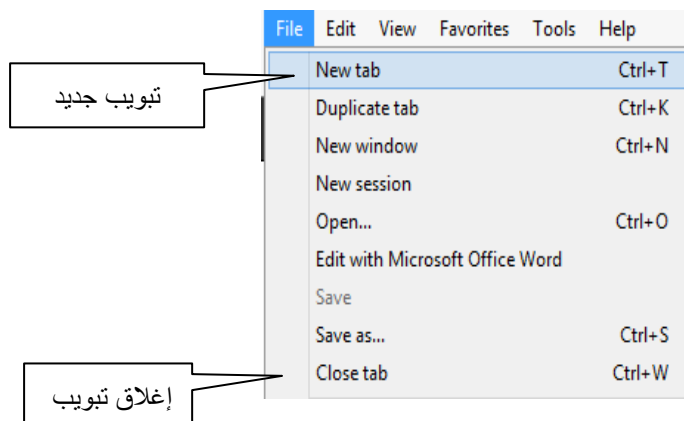 File Edit View Favorites Tools Help
تبويب جديد
New tab Ctrl+T
Duplicate tab Ctrl+K
New window Ctrl+N
New session
Open... Ctrl+O
Edit with Microsoft Office Word
Save
Save as... Ctrl+S
Close tab Ctrl+W
إغلاق تبويب